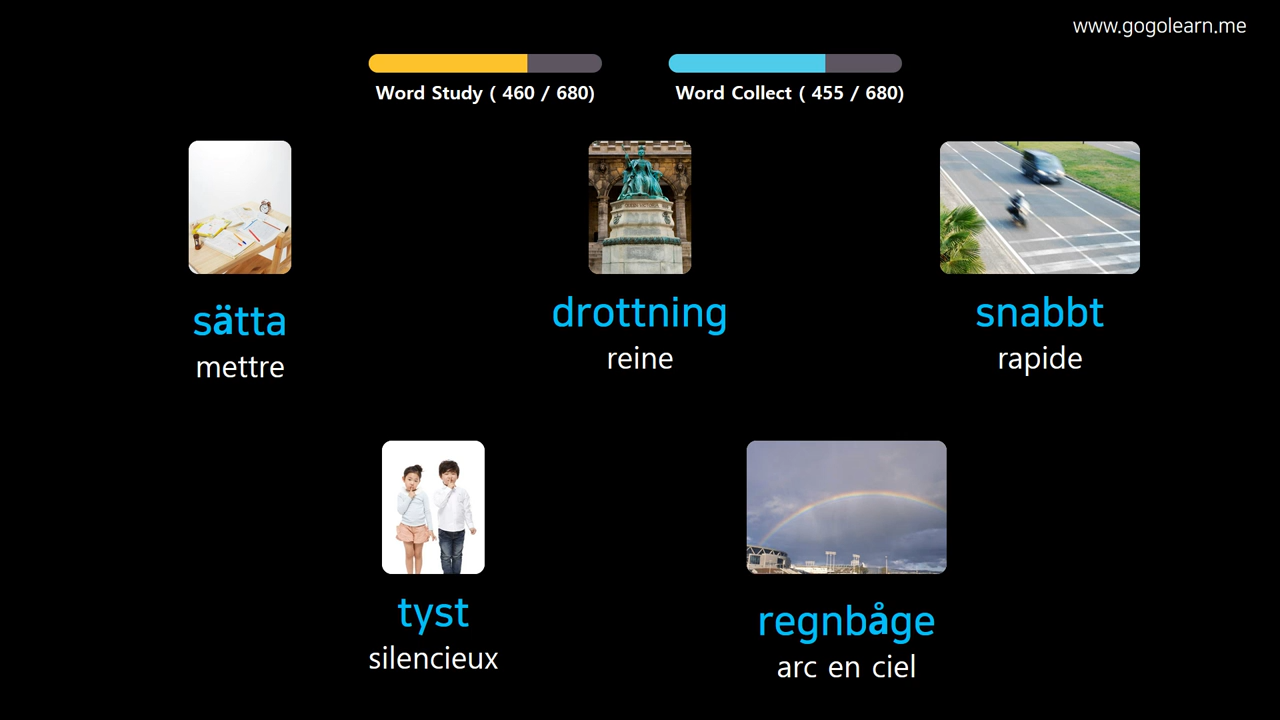 www.gogolearn.me
Word Study ( 460 / 680)
Word Collect ( 455 / 680)
sätta
mettre
drottning
reine
snabbt
rapide
tyst
silencieux
regnbåge
arc en ciel